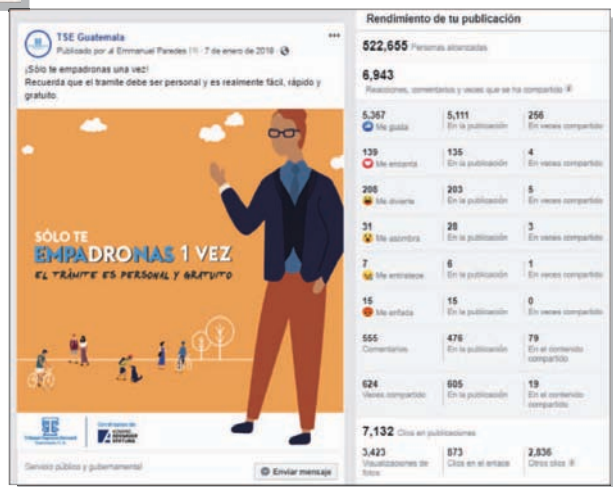 TSE Guatemala
Publicado por Emmanuel Paredes · 7 de enero de 2018
¡Sólo te empadronas una vez!
Recuerda que el tramite debe ser personal y es realmente fácil, rápido y
gratuito.
SÓLO TE
EMPADRONAS 1 VEZ
EL TRÁMITE ES PERSONAL Y GRATUITO
Servicio público y gubernamental
Enviar mensaje
Rendimiento de tu publicación
522,655 Personas alcanzadas
6,943
Reacciones, comentarios y veces que se ha compartido
5,367 5,111 256
Me gusta En la publicación En veces compartido
139 135 4
Me encanta En la publicación En veces compartido
208 203 5
Me divierte En la publicación En veces compartido
31 28 3
Me asombra En la publicación En veces compartido
7 6 1
Me entristece En la publicación En veces compartido
15 15 0
Me enfada En la publicación En veces compartido
555 476 79
Comentarios En la publicación En el contenido
compartido
624 605 19
Veces compartido En la publicación En el contenido
compartido
7,132 Clics en publicaciones
3,423 873 2,836
Visualizaciones de Clics en el enlace Otros clics
fotos